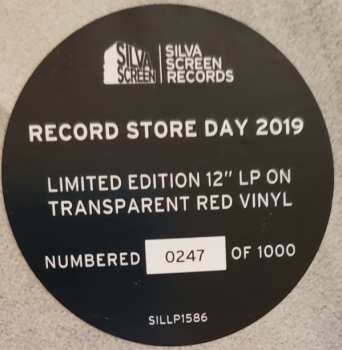 SILVA
SCREEN
SILVA
SCREEN
RECORDS
RECORD STORE DAY 2019
LIMITED EDITION 12" LP ON
TRANSPARENT RED VINYL
NUMBERED 0247 OF 1000
SILLP1586